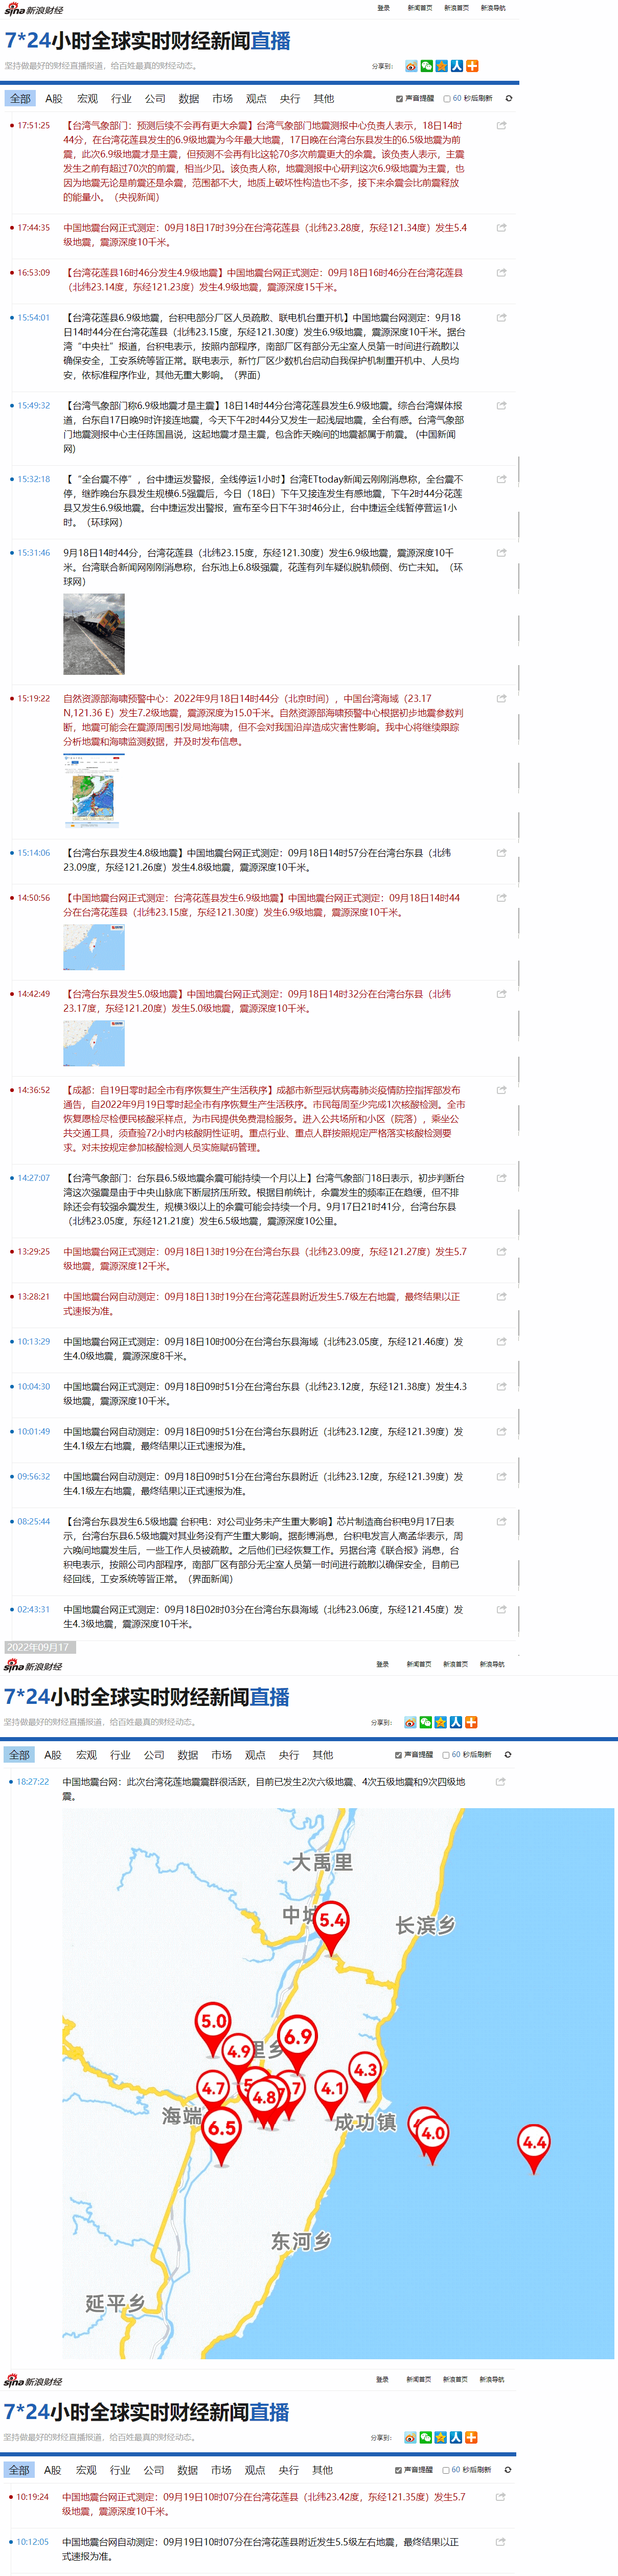 sina 新浪财经
登录 新闻首页 新浪首页 新浪导航
7*24小时全球实时财经新闻直播
坚持做最好的财经直播报道，给百姓最真的财经动态。
分享到：
全部 A股 宏观 行业 公司 数据 市场 观点 央行 其他
声音提醒 60 秒后刷新
17:51:25
【台湾气象部门：预测后续不会再有更大余震】台湾气象部门地震测报中心负责人表示，18日14时
44分，在台湾花莲县发生的6.9级地震为今年最大地震，17日晚在台湾台东县发生的6.5级地震为前
震，此次6.9级地震才是主震，但预测不会再有比这轮70多次前震更大的余震。该负责人表示，主震
发生之前有超过70次的前震，相当少见。该负责人称，地震测报中心研判这次6.9级地震为主震，也
因为地震无论是前震还是余震，范围都不大，地质上破坏性构造也不多，接下来余震会比前震释放
的能量小。（央视新闻）
17:44:35
中国地震台网正式测定：09月18日17时39分在台湾花莲县（北纬23.28度，东经121.34度）发生5.4
级地震，震源深度10千米。
16:53:09
【台湾花莲县16时46分发生4.9级地震】中国地震台网正式测定：09月18日16时46分在台湾花莲县
（北纬23.14度，东经121.23度）发生4.9级地震，震源深度15千米。
15:54:01
【台湾花莲县6.9级地震，台积电部分厂区人员疏散、联电机台重开机】中国地震台网测定：9月18
日14时44分在台湾花莲县（北纬23.15度，东经121.30度）发生6.9级地震，震源深度10千米。据台
湾“中央社”报道，台积电表示，按照内部程序，南部厂区有部分无尘室人员第一时间进行疏散以
确保安全，工安系统等皆正常。联电表示，新竹厂区少数机台启动自我保护机制重开机中、人员均
安，依标准程序作业，其他无重大影响。（界面）
15:49:32
【台湾气象部门称6.9级地震才是主震】18日14时44分台湾花莲县发生6.9级地震。综合台湾媒体报
道，台东自17日晚9时许接连地震，今天下午2时44分又发生一起浅层地震，全台有感。台湾气象部
门地震测报中心主任陈国昌说，这起地震才是主震，包含昨天晚间的地震都属于前震。(中国新闻
网)
15:32:18
【“全台震不停”，台中捷运发警报，全线停运1小时】台湾ETtoday新闻云刚刚消息称，全台震不
停，继昨晚台东县发生规模6.5强震后，今日（18日）下午又接连发生有感地震，下午2时44分花莲
县又发生6.9级地震。台中捷运发出警报，宣布至今日下午3时46分止，台中捷运全线暂停营运1小
时。（环球网）
15:31:46
9月18日14时44分，台湾花莲县（北纬23.15度，东经121.30度）发生6.9级地震，震源深度10千
米。台湾联合新闻网刚刚消息称，台东池上6.8级强震，花莲有列车疑似脱轨倾倒、伤亡未知。（环
球网）
15:19:22
自然资源部海啸预警中心：2022年9月18日14时44分（北京时间），中国台湾海域（23.17
N,121.36 E）发生7.2级地震，震源深度为15.0千米。自然资源部海啸预警中心根据初步地震参数判
断，地震可能会在震源周围引发局地海啸，但不会对我国沿岸造成灾害性影响。我中心将继续跟踪
分析地震和海啸监测数据，并及时发布信息。
15:14:06
【台湾台东县发生4.8级地震】中国地震台网正式测定：09月18日14时57分在台湾台东县（北纬
23.09度，东经121.26度）发生4.8级地震，震源深度10千米。
14:50:56
【中国地震台网正式测定：台湾花莲县发生6.9级地震】中国地震台网正式测定：09月18日14时44
分在台湾花莲县（北纬23.15度，东经121.30度）发生6.9级地震，震源深度10千米。
14:42:49
【台湾台东县发生5.0级地震】中国地震台网正式测定：09月18日14时32分在台湾台东县（北纬
23.17度，东经121.20度）发生5.0级地震，震源深度10千米。
14:36:52
【成都：自19日零时起全市有序恢复生产生活秩序】成都市新型冠状病毒肺炎疫情防控指挥部发布
通告，自2022年9月19日零时起全市有序恢复生产生活秩序。市民每周至少完成1次核酸检测。全市
恢复愿检尽检便民核酸采样点，为市民提供免费混检服务。进入公共场所和小区（院落），乘坐公
共交通工具，须查验72小时内核酸阴性证明。重点行业、重点人群按照规定严格落实核酸检测要
求。对未按规定参加核酸检测人员实施赋码管理。
14:27:07
【台湾气象部门：台东县6.5级地震余震可能持续一个月以上】台湾气象部门18日表示，初步判断台
湾这次强震是由于中央山脉底下断层挤压所致。根据目前统计，余震发生的频率正在趋缓，但不排
除还会有较强余震发生，规模3级以上的余震可能会持续一个月。9月17日21时41分，台湾台东县
（北纬23.05度，东经121.21度）发生6.5级地震，震源深度10公里。
13:29:25
中国地震台网正式测定：09月18日13时19分在台湾台东县（北纬23.09度，东经121.27度）发生5.7
级地震，震源深度12千米。
13:28:21
中国地震台网自动测定：09月18日13时19分在台湾花莲县附近发生5.7级左右地震，最终结果以正
式速报为准。
10:13:29
中国地震台网正式测定：09月18日10时00分在台湾台东县海域（北纬23.05度，东经121.46度）发
生4.0级地震，震源深度8千米。
10:04:30
中国地震台网正式测定：09月18日09时51分在台湾台东县（北纬23.12度，东经121.38度）发生4.3
级地震，震源深度10千米。
10:01:49
中国地震台网自动测定：09月18日09时51分在台湾台东县附近（北纬23.12度，东经121.39度）发
生4.1级左右地震，最终结果以正式速报为准。
09:56:32
中国地震台网自动测定：09月18日09时51分在台湾台东县附近（北纬23.12度，东经121.39度）发
生4.1级左右地震，最终结果以正式速报为准。
08:25:44
【台湾台东县发生6.5级地震 台积电：对公司业务未产生重大影响】芯片制造商台积电9月17日表
示，台湾台东县6.5级地震对其业务没有产生重大影响。据彭博消息，台积电发言人高孟华表示，周
六晚间地震发生后，一些工作人员被疏散。之后他们已经恢复工作。另据台湾《联合报》消息，台
积电表示，按照公司内部程序，南部厂区有部分无尘室人员第一时间进行疏散以确保安全，目前已
经回线，工安系统等皆正常。（界面新闻）
02:43:31
中国地震台网正式测定：09月18日02时03分在台湾台东县海域（北纬23.06度，东经121.45度）发
生4.3级地震，震源深度10千米。
2022年09月17
sina 新浪财经
登录 新闻首页 新浪首页 新浪导航
7*24小时全球实时财经新闻直播
坚持做最好的财经直播报道，给百姓最真的财经动态。
分享到：
全部 A股 宏观 行业 公司 数据 市场 观点 央行 其他
声音提醒 60 秒后刷新
18:27:22
中国地震台网：此次台湾花莲地震震群很活跃，目前已发生2次六级地震、4次五级地震和9次四级地
震。
大禹里
中城
5.4
长滨乡
5.0
4.9
里乡
6.9
4.3
4.7
4.8
4.1
海端
6.5
成功镇
4.0
4.4
东河乡
延平乡
sina 新浪财经
登录 新闻首页 新浪首页 新浪导航
7*24小时全球实时财经新闻直播
坚持做最好的财经直播报道，给百姓最真的财经动态。
分享到：
全部 A股 宏观 行业 公司 数据 市场 观点 央行 其他
声音提醒 60 秒后刷新
10:19:24
中国地震台网正式测定：09月19日10时07分在台湾花莲县（北纬23.42度，东经121.35度）发生5.7
级地震，震源深度10千米。
10:12:05
中国地震台网自动测定：09月19日10时07分在台湾花莲县附近发生5.5级左右地震，最终结果以正
式速报为准。